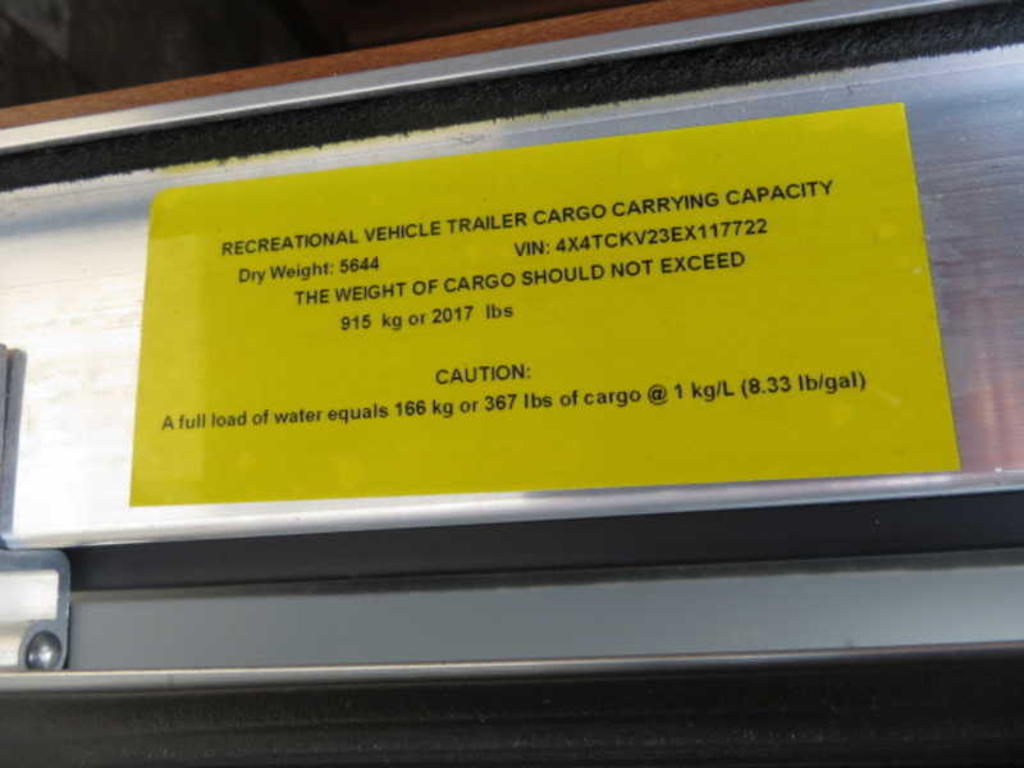 RECREATIONAL VEHICLE TRAILER CARGO CARRYING CAPACITY
Dry Weight: 5644 VIN: 4X4TCKV23EX117722
THE WEIGHT OF CARGO SHOULD NOT EXCEED
915 kg or 2017 lbs
CAUTION:
A full load of water equals 166 kg or 367 lbs of cargo @ 1 kg/L (8.33 lb/gal)